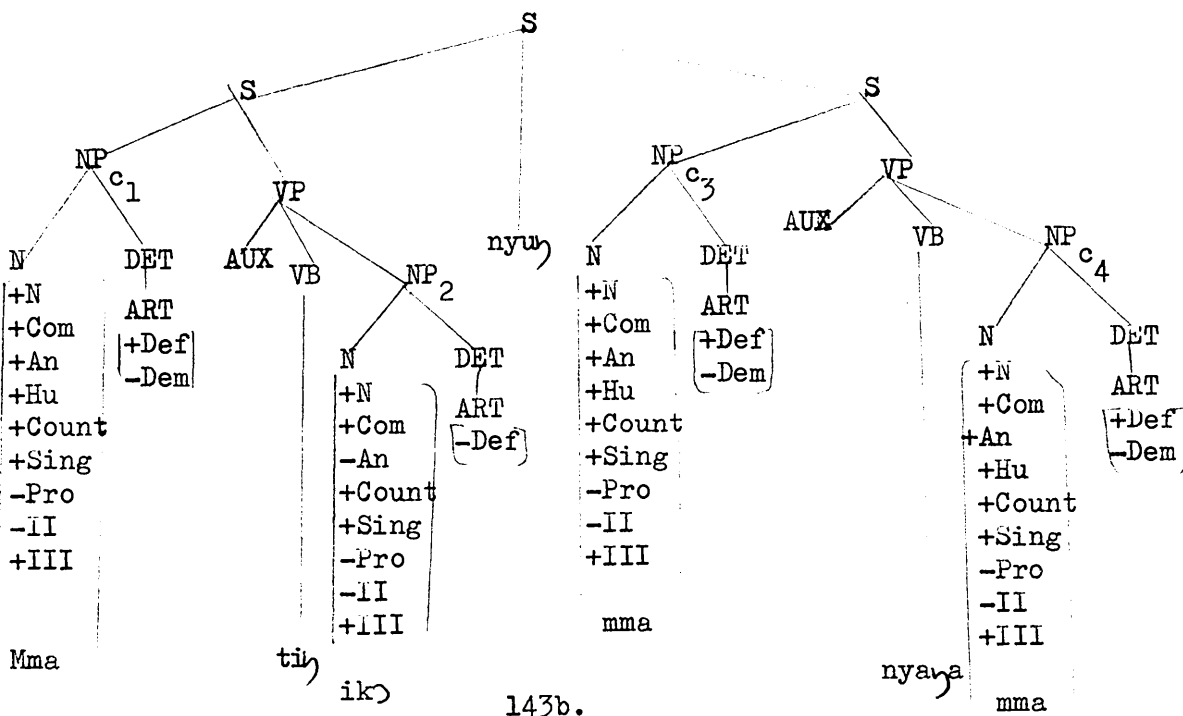 S
S S
NP c1 NP c3
VP VP
AUX
N DET AUX VB nyuŋ N DET VB NP c4
NP2
+N +N
ART ART
+Com +Com
+Def +Def
+An N DET +An -Dem N DET
-Dem
+Hu +N +Hu +N
ART ART
+Count +Com +Count +Com
-Def +Def
+Sing -An +Sing +An -Dem
-Pro +Count -Pro +Hu
-II +Sing -II +Count
+III -Pro +III +Sing
-II -Pro
+III mma -II
+III
Mma tiŋ nyaŋa
ikɔ mma
143b.